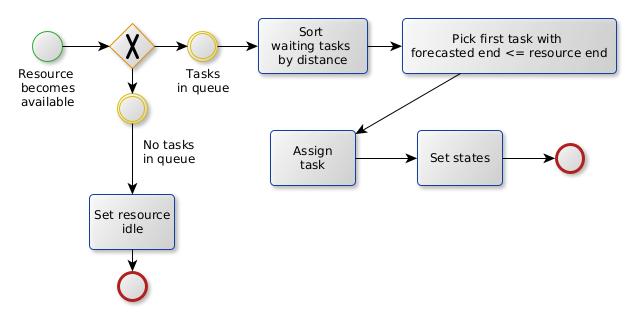 Resource
becomes
available
X
Tasks
in queue
Sort
waiting tasks
by distance
Pick first task with
forecasted end <= resource end
No tasks
in queue
Assign
task
Set states
Set resource
idle